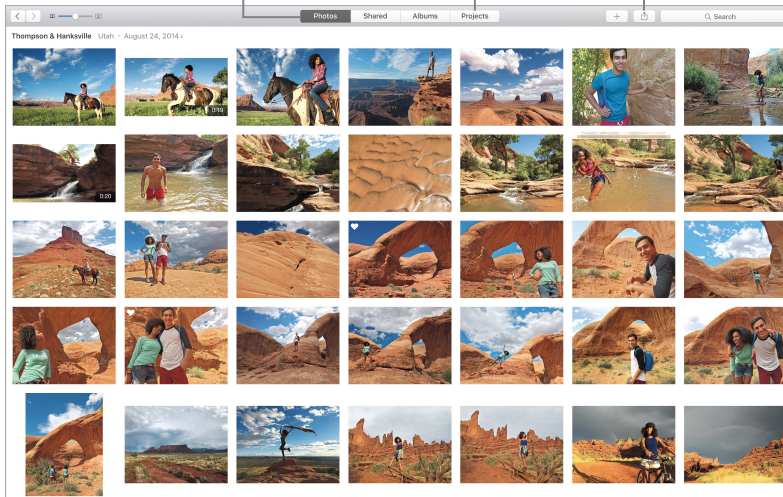 Photos Shared Albums Projects Search
Thompson & Hanksville Utah · August 24, 2014 ›
0:19
0:20